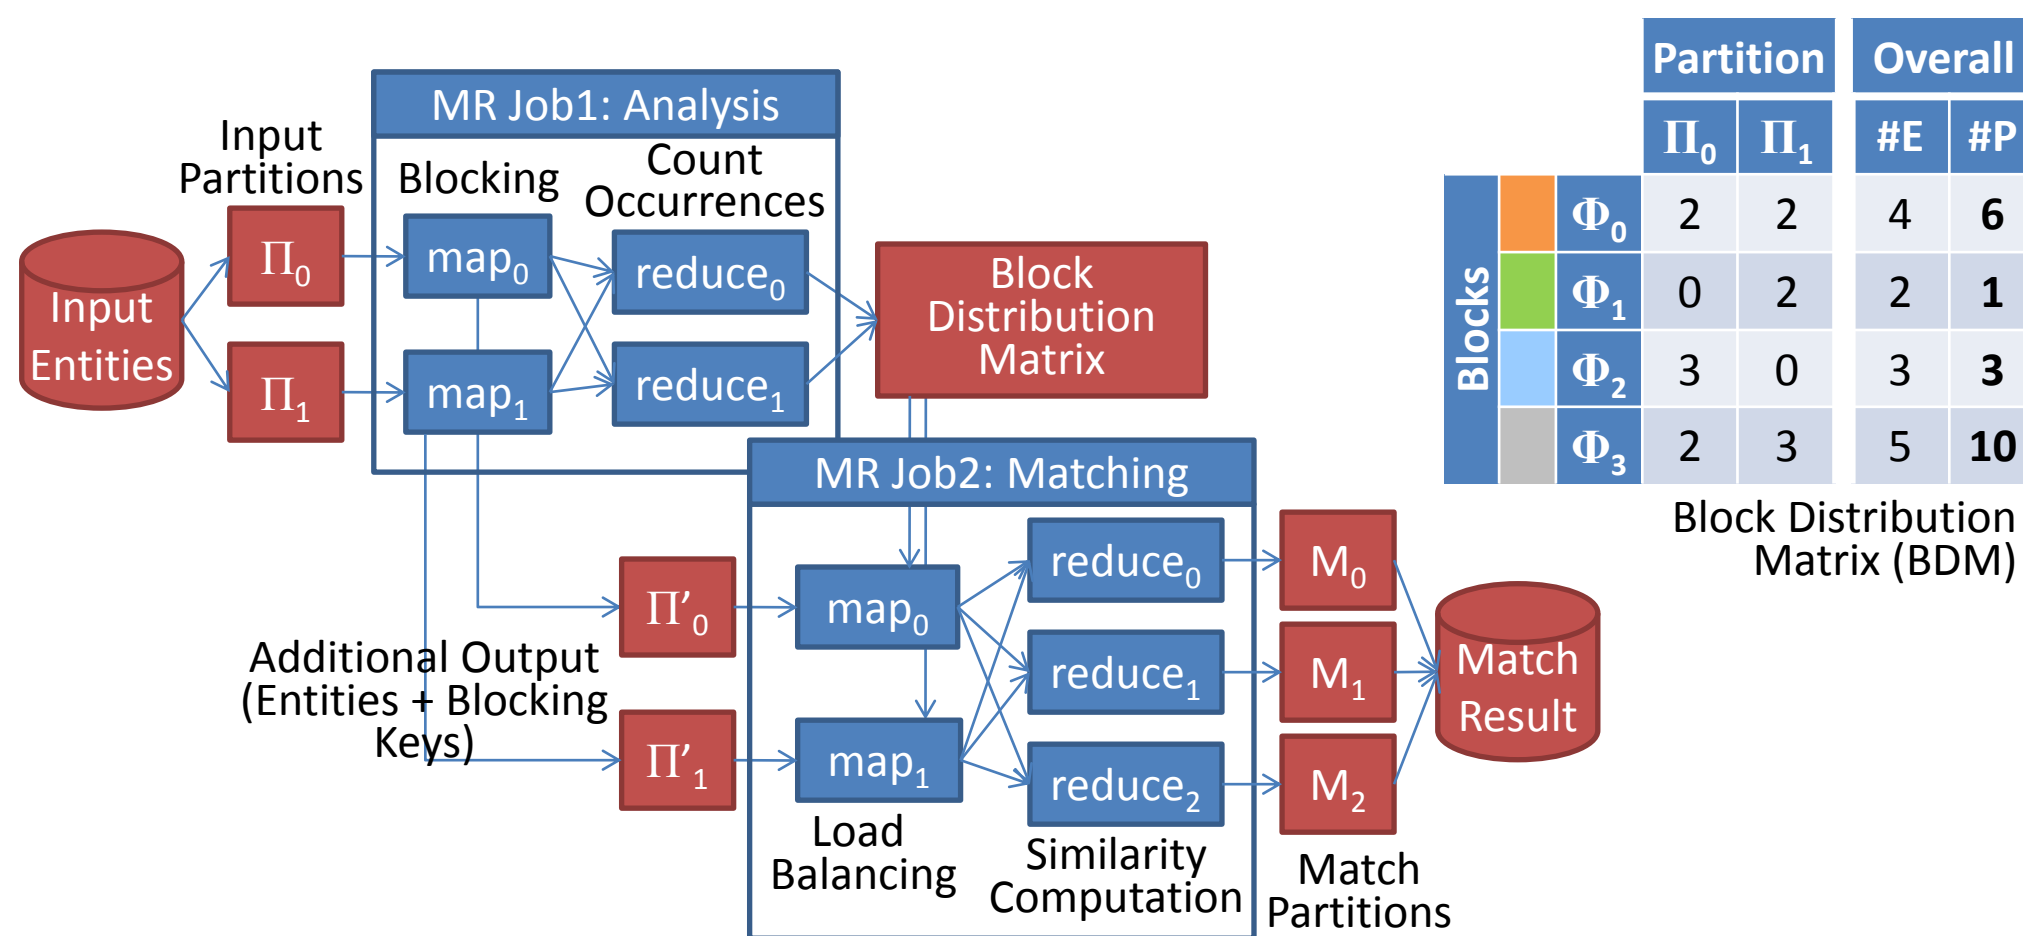 MR Job1: Analysis
Input
Partitions
Blocking
Count
Occurrences
Input
Entities
Π0
Π1
map0
map1
reduce0
reduce1
Block
Distribution
Matrix
MR Job2: Matching
Additional Output
(Entities + Blocking
Keys)
Π'0
Π'1
map0
map1
Load
Balancing
reduce0
reduce1
reduce2
Similarity
Computation
M0
M1
M2
Match
Partitions
Match
Result
Partition Overall
Π0 Π1 #E #P
Blocks
Φ0 2 2 4 6
Φ1 0 2 2 1
Φ2 3 0 3 3
Φ3 2 3 5 10
Block Distribution
Matrix (BDM)